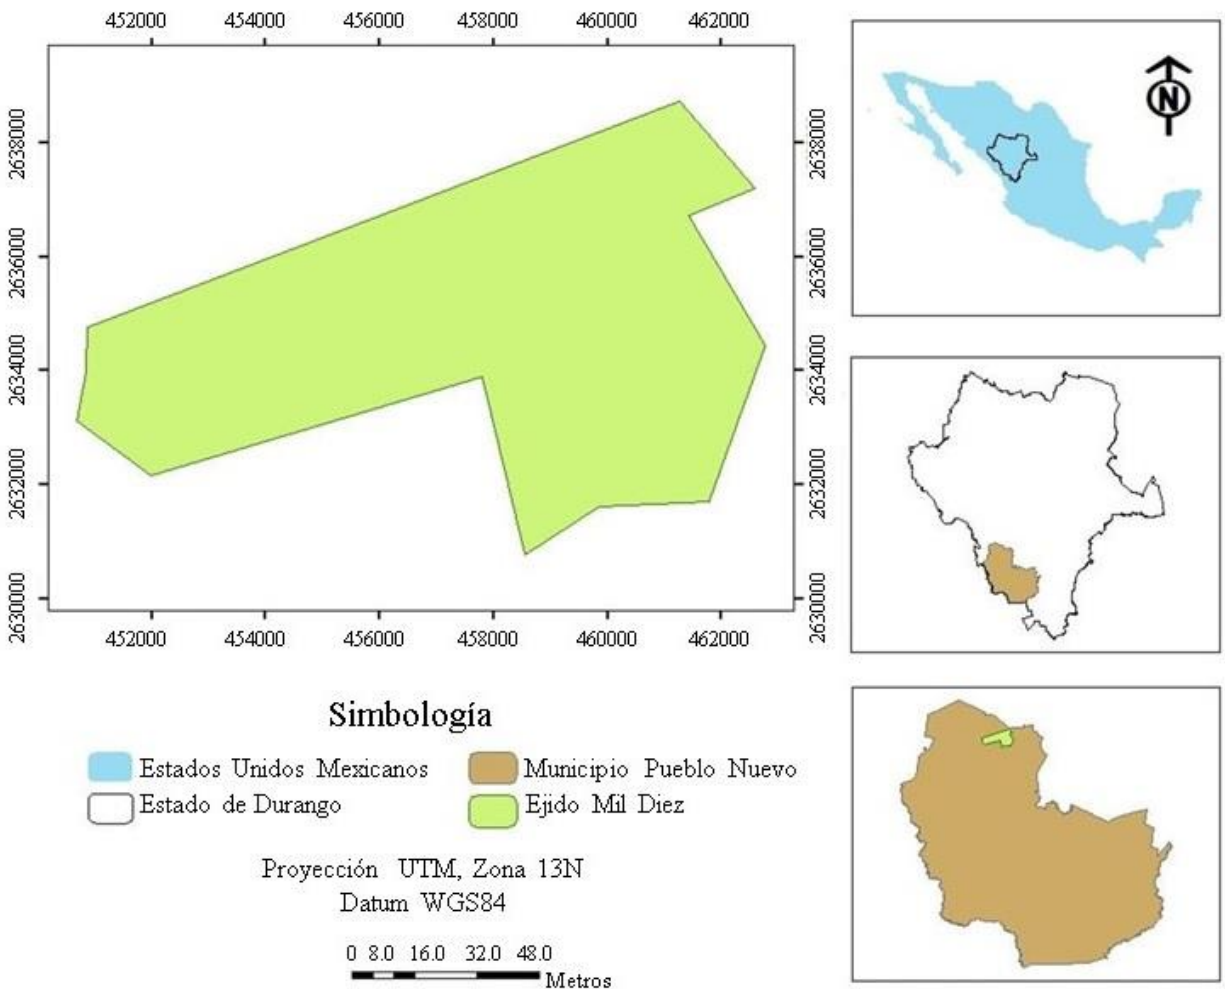 452000 454000 456000 458000 460000 462000
2638000 2638000
2636000 2636000
2634000 2634000
2632000 2632000
2630000 2630000
452000 454000 456000 458000 460000 462000
N
Simbología
Estados Unidos Mexicanos
Municipio Pueblo Nuevo
Estado de Durango
Ejido Mil Diez
Proyección UTM, Zona 13N
Datum WGS84
0 8.0 16.0 32.0 48.0
Metros